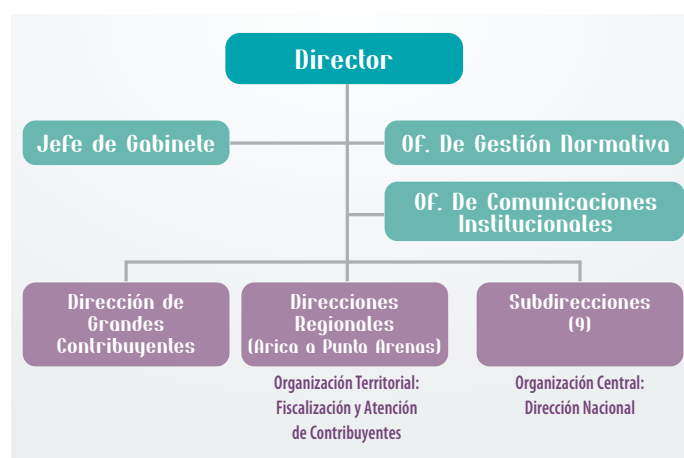 Director
Jefe de Gabinete
Of. De Gestión Normativa
Of. De Comunicaciones
Institucionales
Dirección de
Grandes
Contribuyentes
Direcciones
Regionales
(Arica a Punta Arenas)
Subdirecciones
(9)
Organización Territorial:
Fiscalización y Atención
de Contribuyentes
Organización Central:
Dirección Nacional